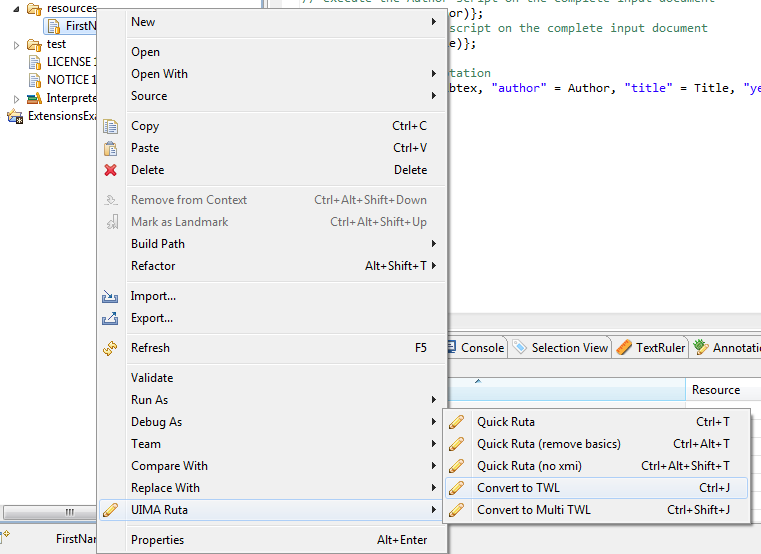 resources
// execute the Author script on the complete input document
FirstN
or)};
script on the complete input document
test
le)};
LICENSE
NOTICE
tation
Interprete
btex, "author" = Author, "title" = Title, "ye
ExtensionsExa
New
Open
Open With
Source
Copy Ctrl+C
Paste Ctrl+V
Delete Delete
Remove from Context Ctrl+Alt+Shift+Down
Mark as Landmark Ctrl+Alt+Shift+Up
Build Path
Refactor Alt+Shift+T
Import...
Export...
Refresh F5
Console Selection View TextRuler Annotatio
Validate
Resource
Run As
Debug As
Team
Compare With
Replace With
UIMA Ruta
Properties Alt+Enter
Quick Ruta Ctrl+T
Quick Ruta (remove basics) Ctrl+Alt+T
Quick Ruta (no xmi) Ctrl+Alt+Shift+T
Convert to TWL Ctrl+J
Convert to Multi TWL Ctrl+Shift+J
FirstNar